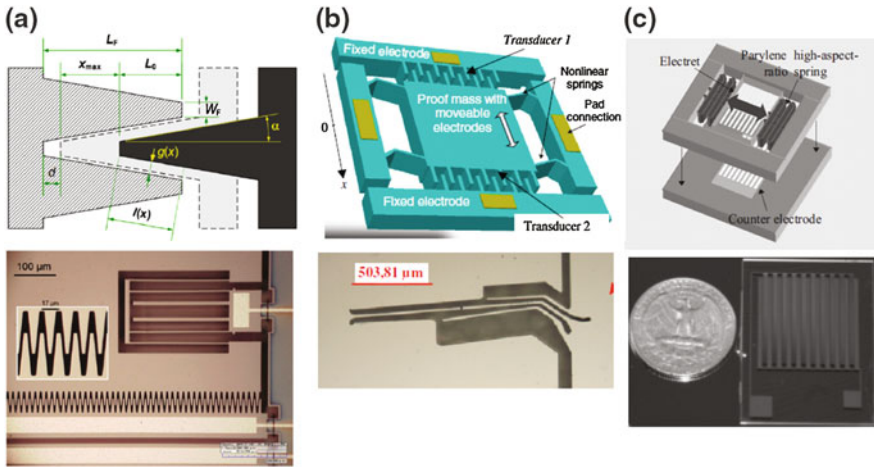 (a)
L_F
x_max
L_0
W_F
α
g(x)
d
l(x)
100 µm
(b)
Fixed electrode
Transducer 1
Nonlinear
springs
Proof mass with
moveable
electrodes
Pad
connection
0
x
Fixed electrode
Transducer 2
503,81 µm
(c)
Electret
Parylene high-aspect-
ratio spring
Counter electrode